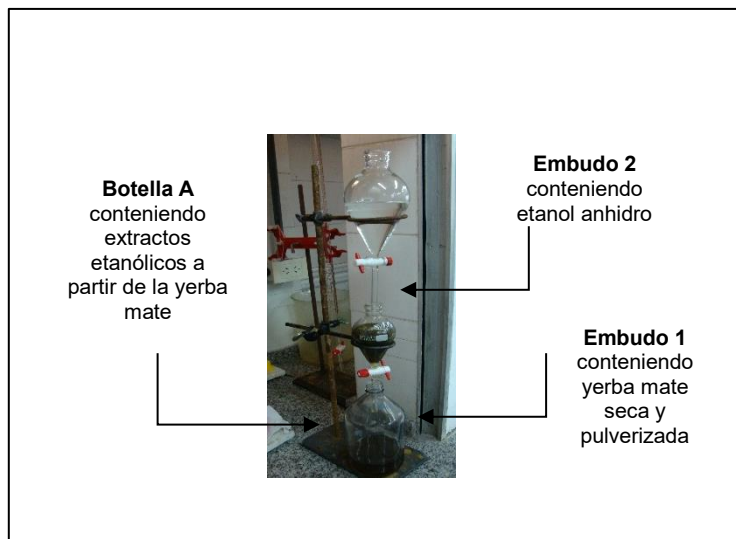 Botella A
conteniendo
extractos
etanólicos a
partir de la yerba
mate
Embudo 2
conteniendo
etanol anhidro
Embudo 1
conteniendo
yerba mate
seca y
pulverizada